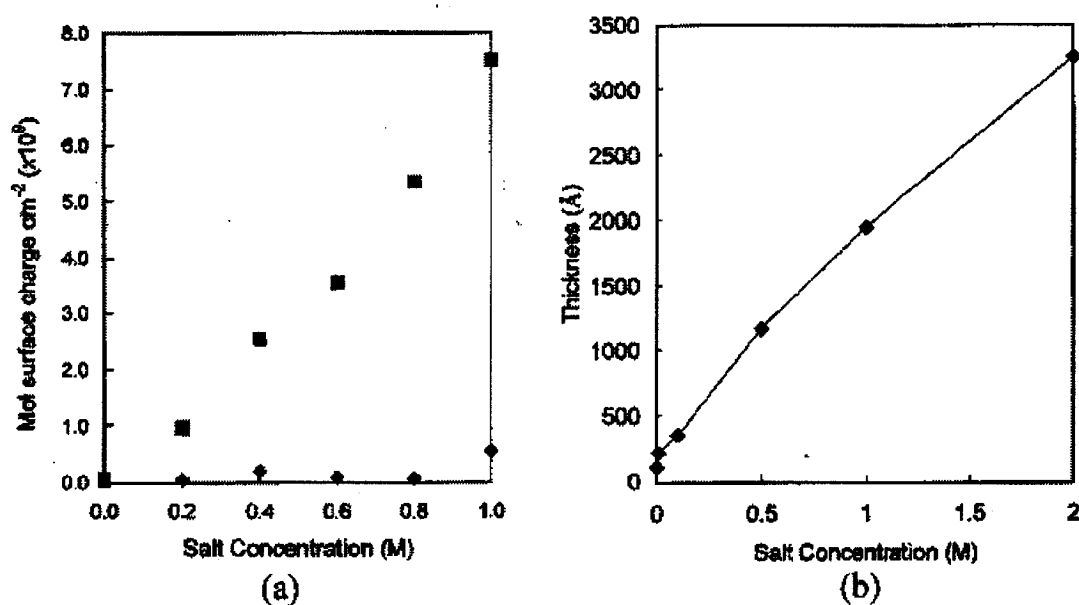 8.0
7.0
6.0
5.0
4.0
3.0
2.0
1.0
0.0
Mol surface charge cm⁻² (x10⁹)
0.0 0.2 0.4 0.6 0.8 1.0
Salt Concentration (M)
(a)
3500
3000
2500
2000
1500
1000
500
0
Thickness (Å)
0 0.5 1 1.5 2
Salt Concentration (M)
(b)